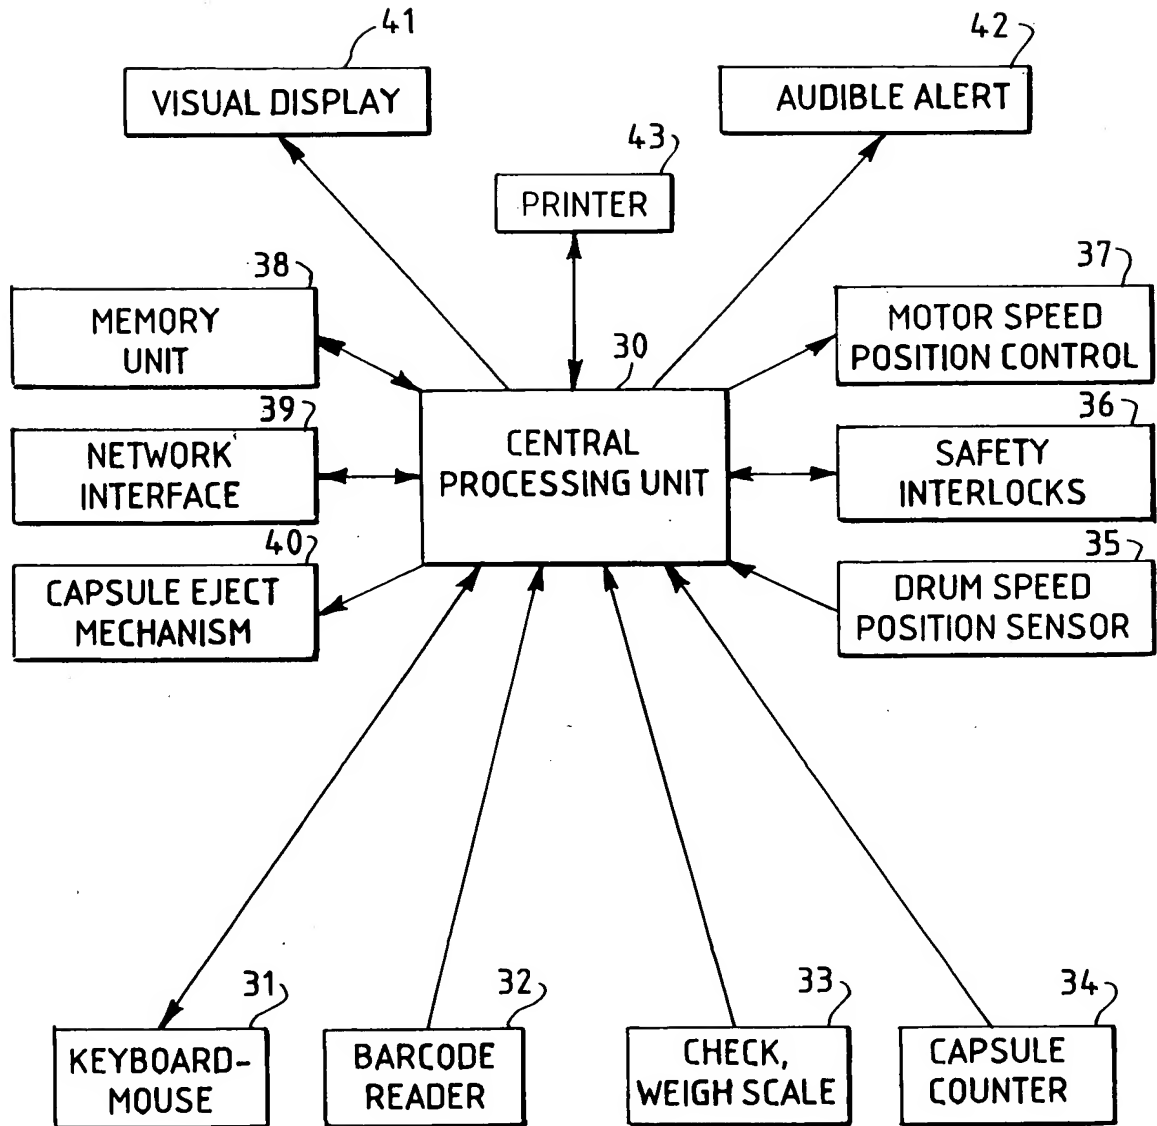 41
VISUAL DISPLAY
42
AUDIBLE ALERT
43
PRINTER
38
MEMORY
UNIT
37
MOTOR SPEED
POSITION CONTROL
30
CENTRAL
PROCESSING UNIT
39
NETWORK
INTERFACE
36
SAFETY
INTERLOCKS
40
CAPSULE EJECT
MECHANISM
35
DRUM SPEED
POSITION SENSOR
31
KEYBOARD-
MOUSE
32
BARCODE
READER
33
CHECK,
WEIGH SCALE
34
CAPSULE
COUNTER